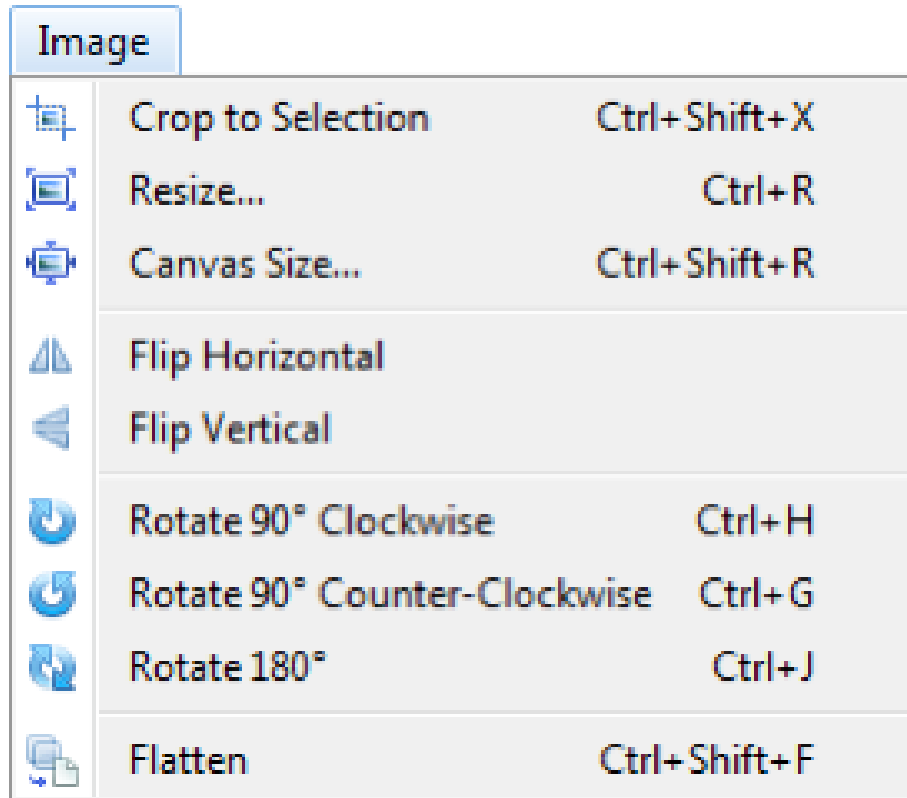 Image
Crop to Selection Ctrl+Shift+X
Resize... Ctrl+R
Canvas Size... Ctrl+Shift+R
Flip Horizontal
Flip Vertical
Rotate 90° Clockwise Ctrl+H
Rotate 90° Counter-Clockwise Ctrl+G
Rotate 180° Ctrl+J
Flatten Ctrl+Shift+F